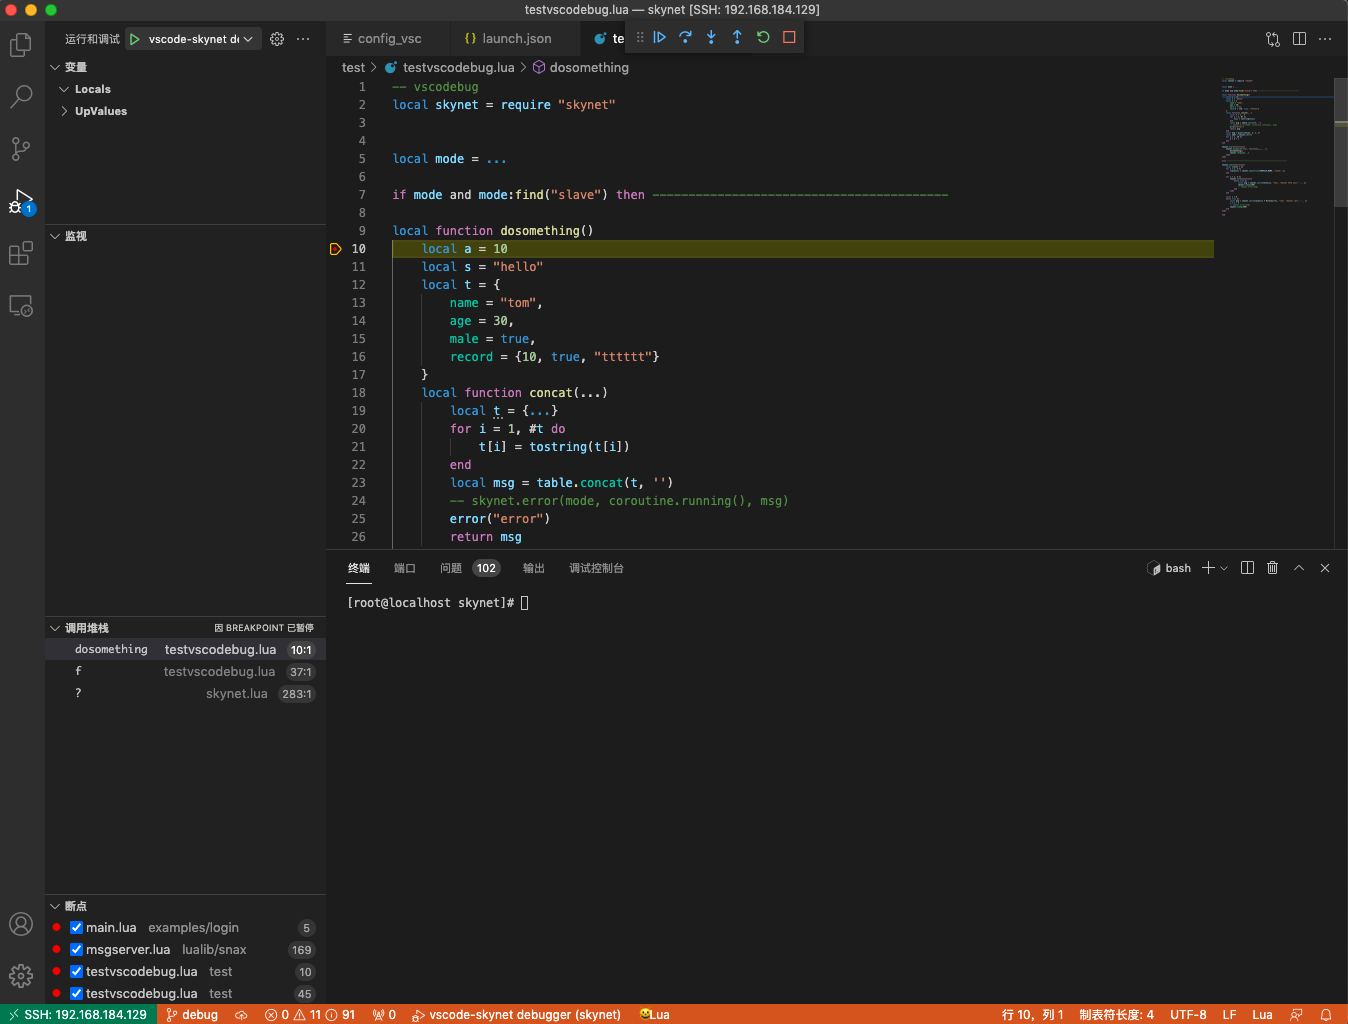 testvscodebug.lua — skynet [SSH: 192.168.184.129]
运行和调试 vscode-skynet de
config_vsc {} launch.json te
变量
Locals
UpValues
监视
调用堆栈 因 BREAKPOINT 已暂停
dosomething testvscodebug.lua 10:1
f testvscodebug.lua 37:1
? skynet.lua 283:1
断点
main.lua examples/login 5
msgserver.lua lualib/snax 169
testvscodebug.lua test 10
testvscodebug.lua test 45
test > testvscodebug.lua > dosomething
1 -- vscodebug
2 local skynet = require "skynet"
3
4
5 local mode = ...
6
7 if mode and mode:find("slave") then -----------------------------------------
8
9 local function dosomething()
10 local a = 10
11 local s = "hello"
12 local t = {
13 name = "tom",
14 age = 30,
15 male = true,
16 record = {10, true, "tttttt"}
17 }
18 local function concat(...)
19 local t = {...}
20 for i = 1, #t do
21 t[i] = tostring(t[i])
22 end
23 local msg = table.concat(t, '')
24 -- skynet.error(mode, coroutine.running(), msg)
25 error("error")
26 return msg
终端 端口 问题 102 输出 调试控制台 bash
[root@localhost skynet]#
1
SSH: 192.168.184.129 debug 0 11 91 0 vscode-skynet debugger (skynet) Lua 行 10，列 1 制表符长度: 4 UTF-8 LF Lua